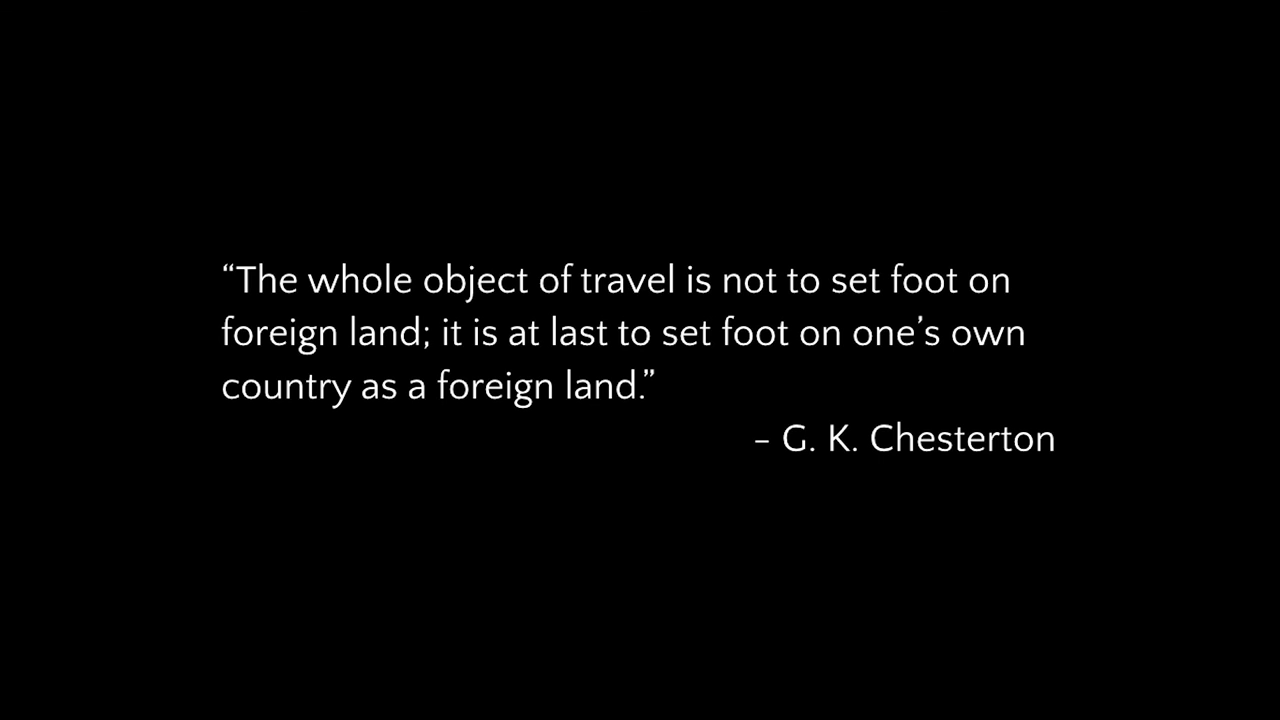 “The whole object of travel is not to set foot on
foreign land; it is at last to set foot on one’s own
country as a foreign land.”
– G. K. Chesterton